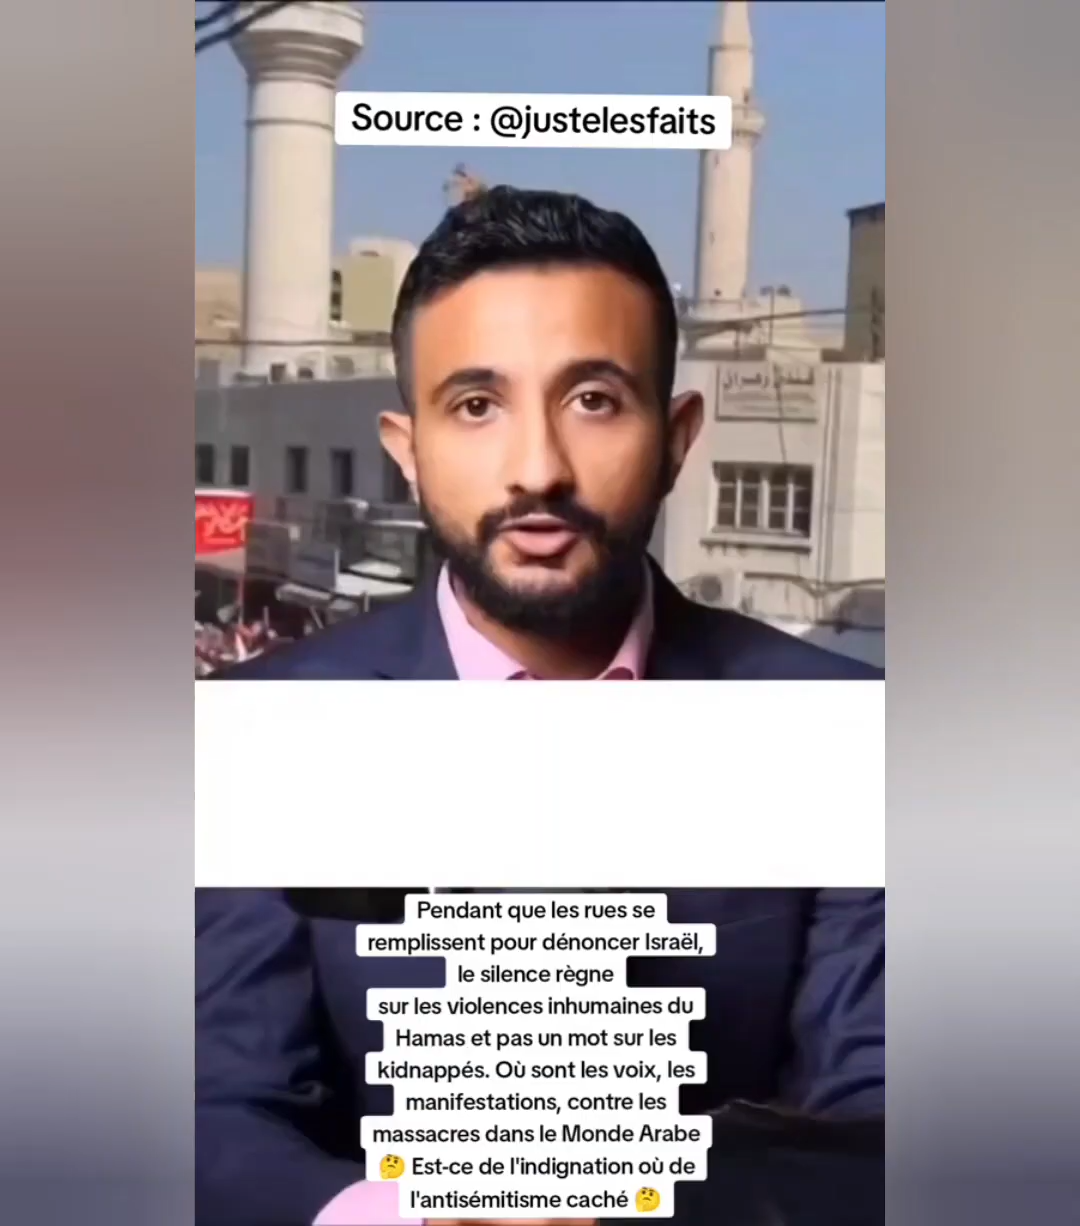 Source : @justelesfaits
فندق زهران
Pendant que les rues se
remplissent pour dénoncer Israël,
le silence règne
sur les violences inhumaines du
Hamas et pas un mot sur les
kidnappés. Où sont les voix, les
manifestations, contre les
massacres dans le Monde Arabe
🤔 Est-ce de l'indignation où de
l'antisémitisme caché 🤔